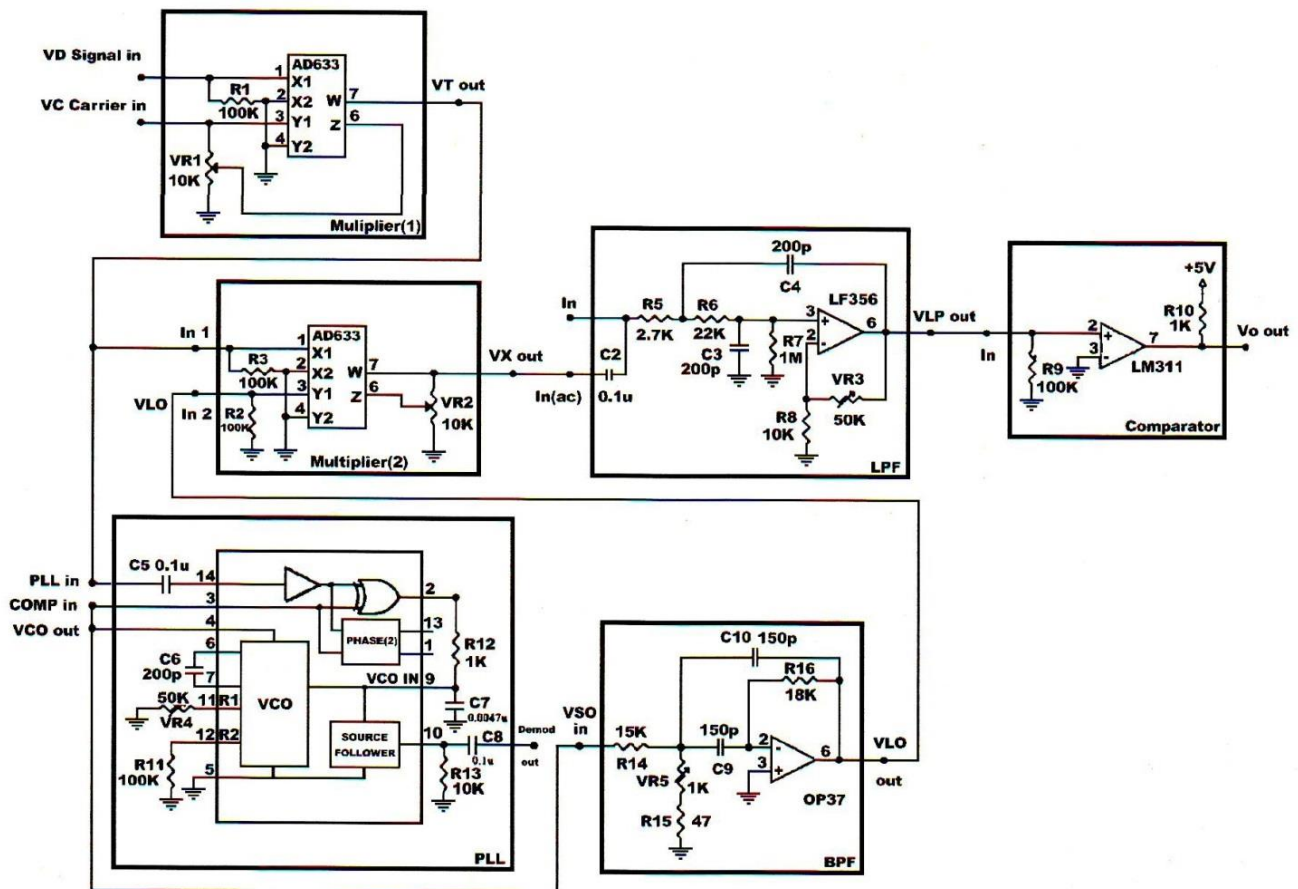 VD Signal in
VC Carrier in
R1
100K
VR1
10K
1
2
3
4
AD633
X1
X2
Y1
Y2
W
Z
7
6
VT out
Muliplier(1)
In 1
VLO
In 2
R3
100K
R2
100K
1
2
3
4
AD633
X1
X2
Y1
Y2
W
Z
7
6
VR2
10K
VX out
Multiplier(2)
In
In(ac)
C2
0.1u
R5
2.7K
R6
22K
200p
C4
C3
200p
R7
1M
LF356
3
+
2
-
6
R8
10K
VR3
50K
LPF
VLP out
In
R9
100K
2
+
3
-
7
LM311
+5V
R10
1K
Vo out
Comparator
PLL in
COMP in
VCO out
C5 0.1u
14
3
4
6
7
C6
200p
50K
VR4
11
R1
12
R2
R11
100K
5
VCO
2
13
1
PHASE(2)
R12
1K
VCO IN
9
C7
0.0047u
SOURCE
FOLLOWER
10
C8
0.1u
R13
10K
Demod
out
PLL
VSO
in
15K
R14
VR5
1K
R15
47
C10 150p
150p
C9
R16
18K
2
-
3
+
6
OP37
VLO
out
BPF